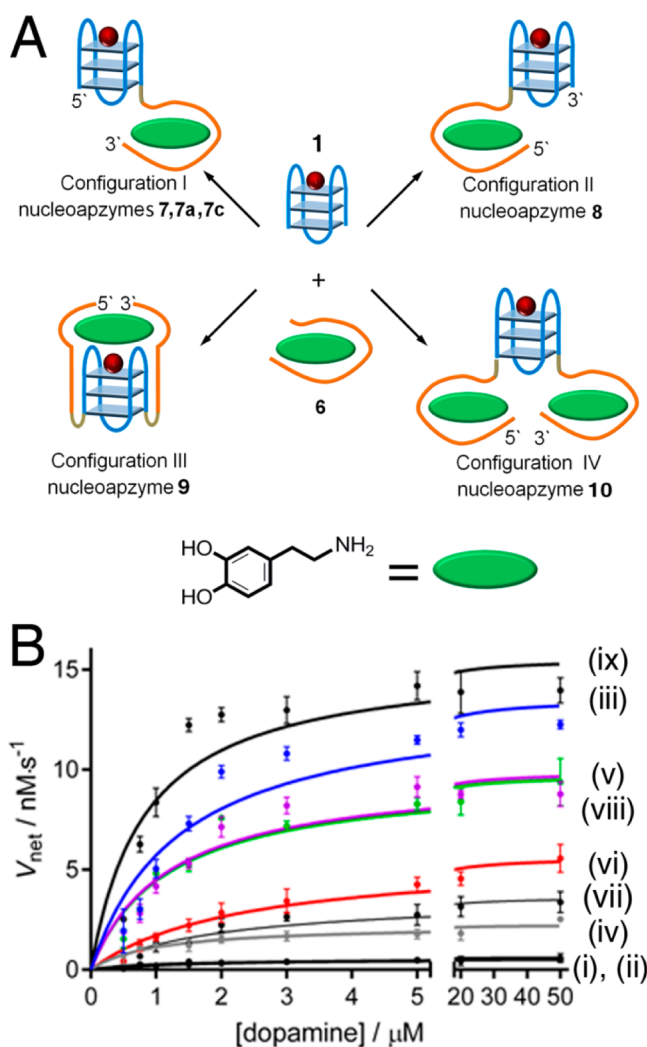 A
5` 3` 3` 5`
1
Configuration I
nucleoapzymes 7,7a,7c
Configuration II
nucleoapzyme 8
+
5` 3`
6
5` 3`
Configuration III
nucleoapzyme 9
Configuration IV
nucleoapzyme 10
HO
HO
NH2
=
B
Vnet / nM·s-1
15
10
5
0
(ix)
(iii)
(v)
(viii)
(vi)
(vii)
(iv)
(i), (ii)
0 1 2 3 4 5 20 30 40 50
[dopamine] / μM